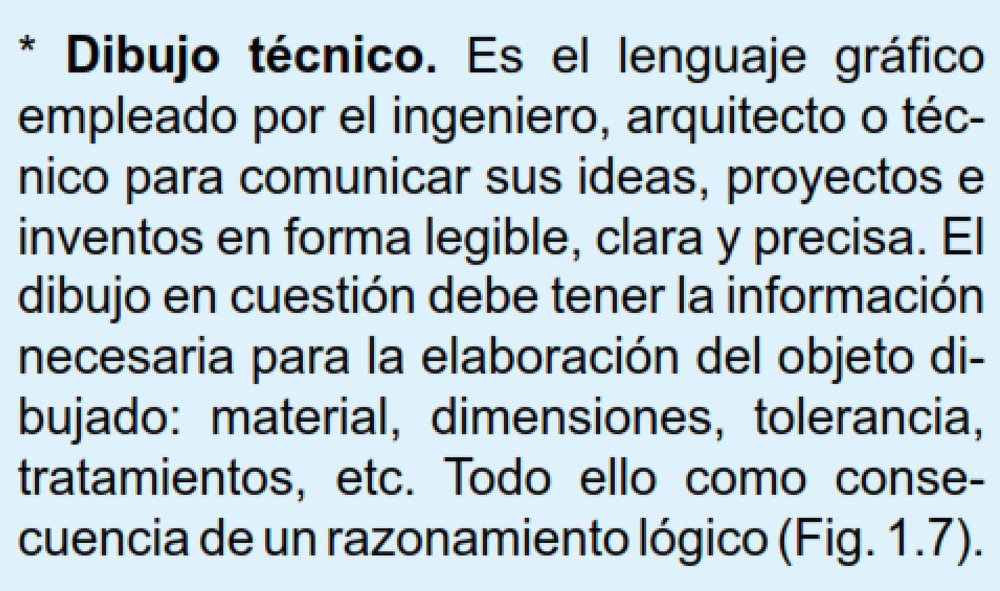 * Dibujo técnico. Es el lenguaje gráfico
empleado por el ingeniero, arquitecto o téc-
nico para comunicar sus ideas, proyectos e
inventos en forma legible, clara y precisa. El
dibujo en cuestión debe tener la información
necesaria para la elaboración del objeto di-
bujado: material, dimensiones, tolerancia,
tratamientos, etc. Todo ello como conse-
cuencia de un razonamiento lógico (Fig. 1.7).